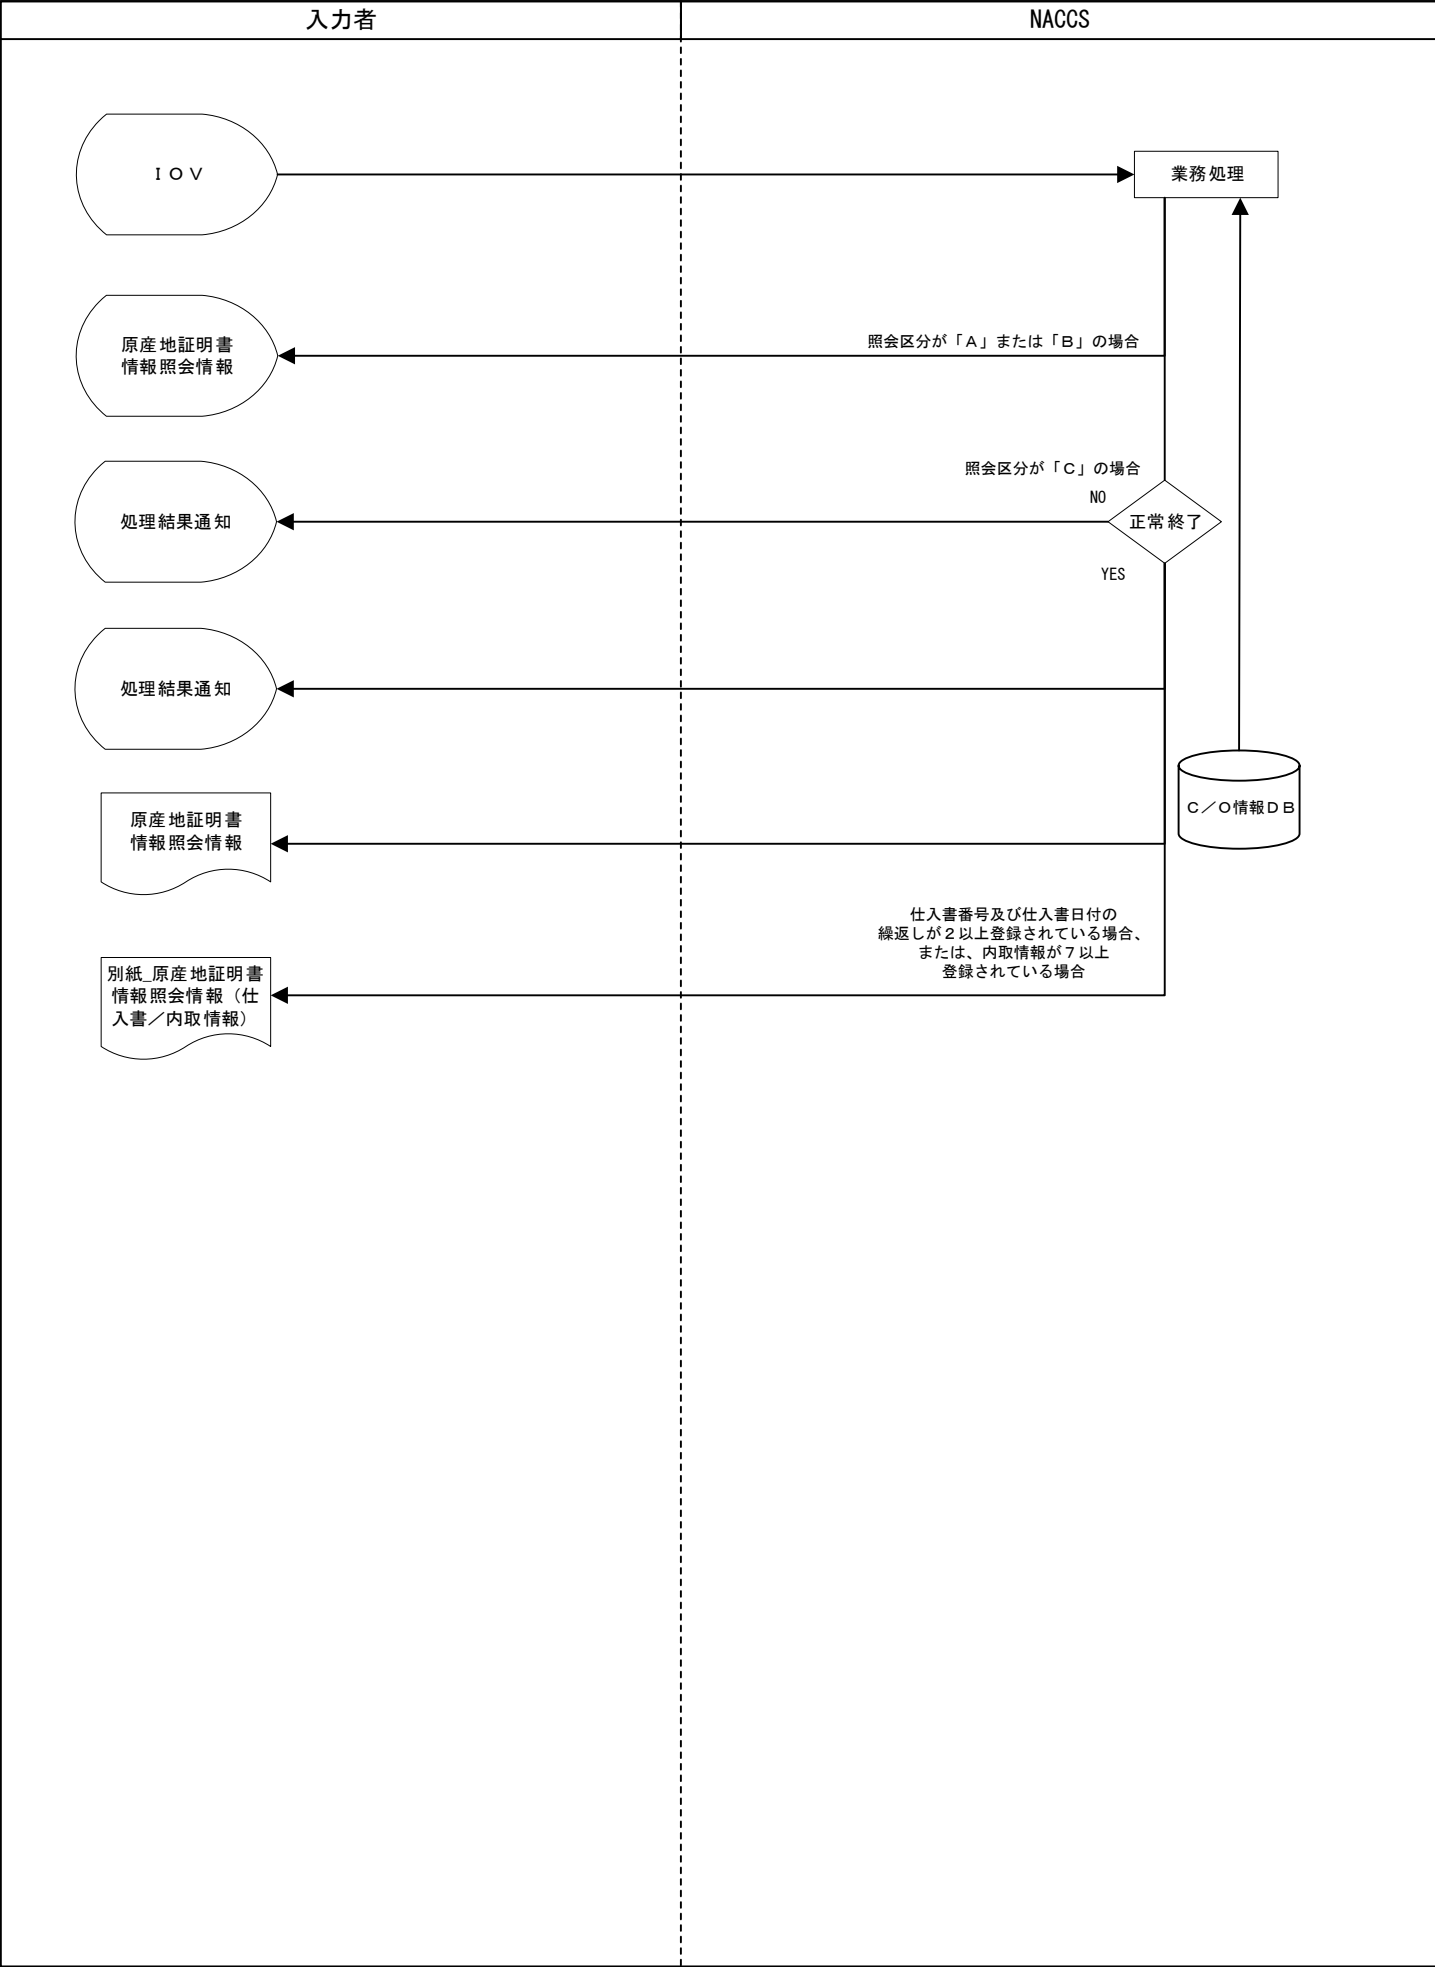 入力者
NACCS
ＩＯＶ
業務処理
原産地証明書
情報照会情報
照会区分が「Ａ」または「Ｂ」の場合
照会区分が「Ｃ」の場合
NO
処理結果通知
正常終了
YES
処理結果通知
Ｃ／Ｏ情報ＤＢ
原産地証明書
情報照会情報
仕入書番号及び仕入書日付の
繰返しが２以上登録されている場合、
または、内取情報が７以上
登録されている場合
別紙_原産地証明書
情報照会情報（仕
入書／内取情報）